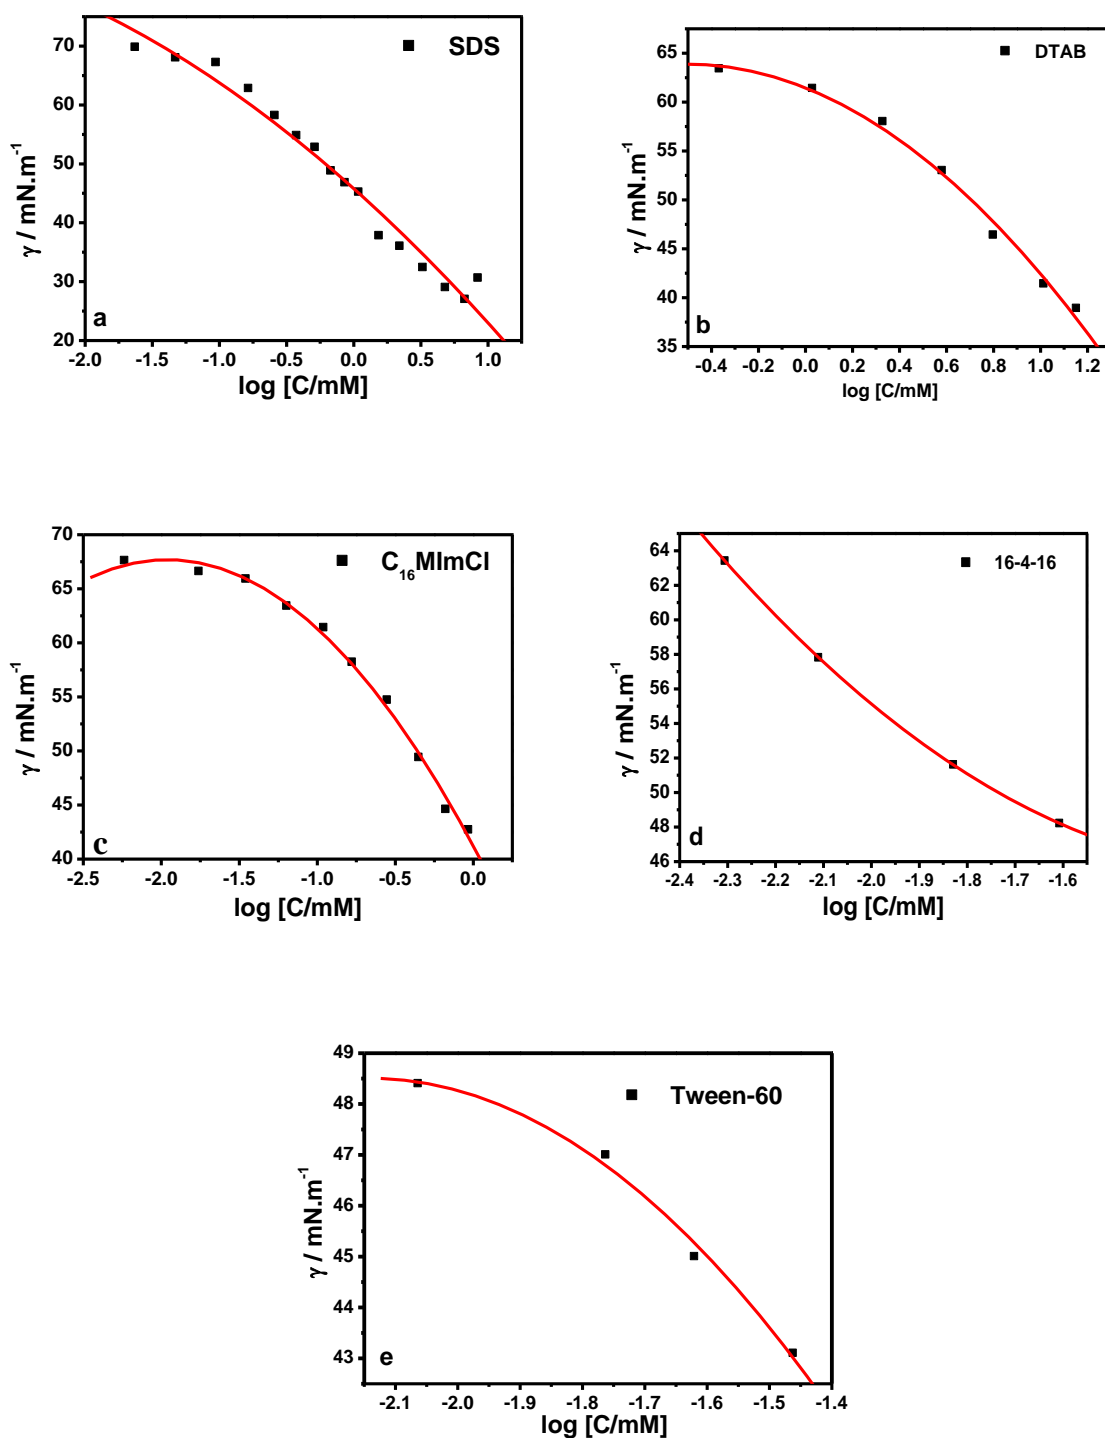 SDS
70
60
50
40
30
20
γ / mN.m⁻¹
a
-2.0 -1.5 -1.0 -0.5 0.0 0.5 1.0
log [C/mM]
DTAB
65
60
55
50
45
40
35
γ / mN.m⁻¹
b
-0.4 -0.2 0.0 0.2 0.4 0.6 0.8 1.0 1.2
log [C/mM]
C₁₆MImCl
70
65
60
55
50
45
40
γ / mN.m⁻¹
c
-2.5 -2.0 -1.5 -1.0 -0.5 0.0
log [C/mM]
16-4-16
64
62
60
58
56
54
52
50
48
46
γ / mN.m⁻¹
d
-2.4 -2.3 -2.2 -2.1 -2.0 -1.9 -1.8 -1.7 -1.6
log [C/mM]
Tween-60
49
48
47
46
45
44
43
γ / mN.m⁻¹
e
-2.1 -2.0 -1.9 -1.8 -1.7 -1.6 -1.5 -1.4
log [C/mM]